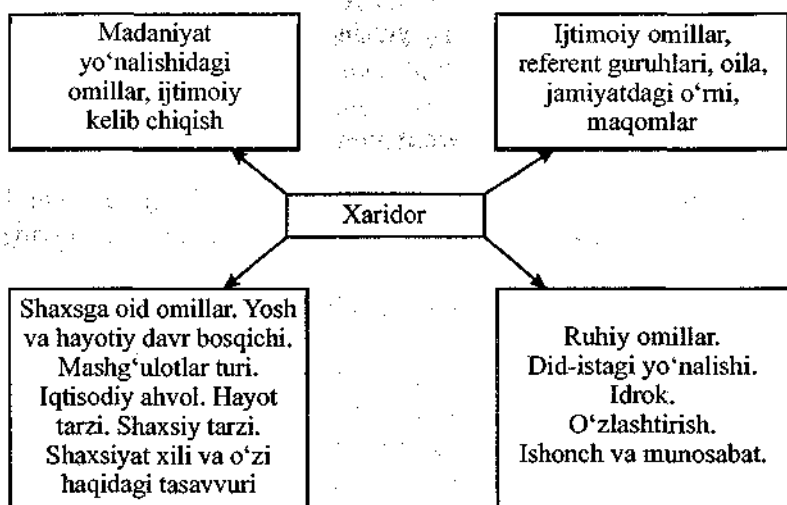 Madaniyat
yo‘nalishidagi
omillar, ijtimoiy
kelib chiqish
Ijtimoiy omillar,
referent guruhlari, oila,
jamiyatdagi o‘rni,
maqomlar
Xaridor
Shaxsga oid omillar. Yosh
va hayotiy davr bosqichi.
Mashg‘ulotlar turi.
Iqtisodiy ahvol. Hayot
tarzi. Shaxsiy tarzi.
Shaxsiyat xili va o‘zi
haqidagi tasavvuri
Ruhiy omillar.
Did-istagi yo‘nalishi.
Idrok.
O‘zlashtirish.
Ishonch va munosabat.